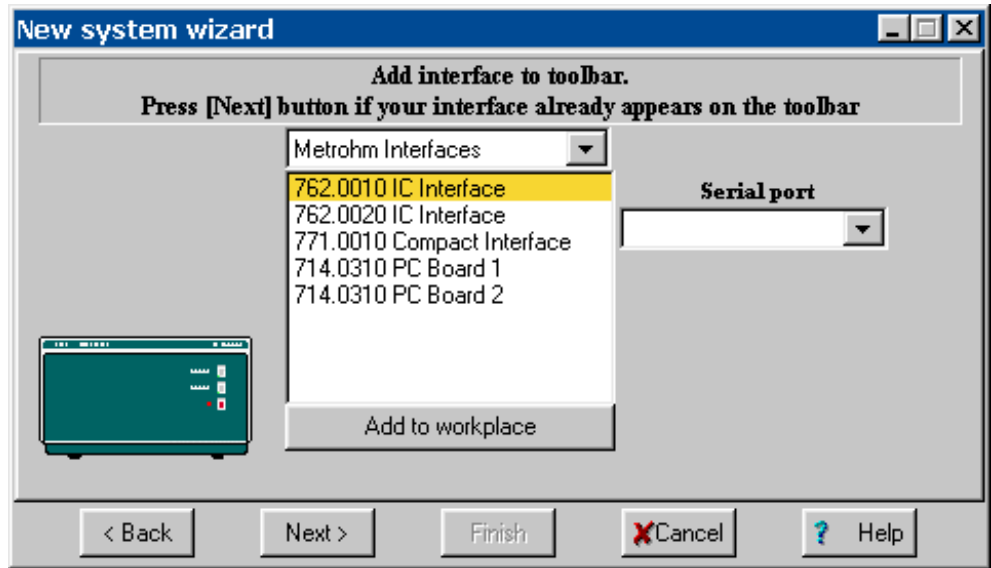 New system wizard
Add interface to toolbar.
Press [Next] button if your interface already appears on the toolbar
Metrohm Interfaces
762.0010 IC Interface
762.0020 IC Interface
771.0010 Compact Interface
714.0310 PC Board 1
714.0310 PC Board 2
Serial port
Add to workplace
< Back
Next >
Finish
Cancel
? Help